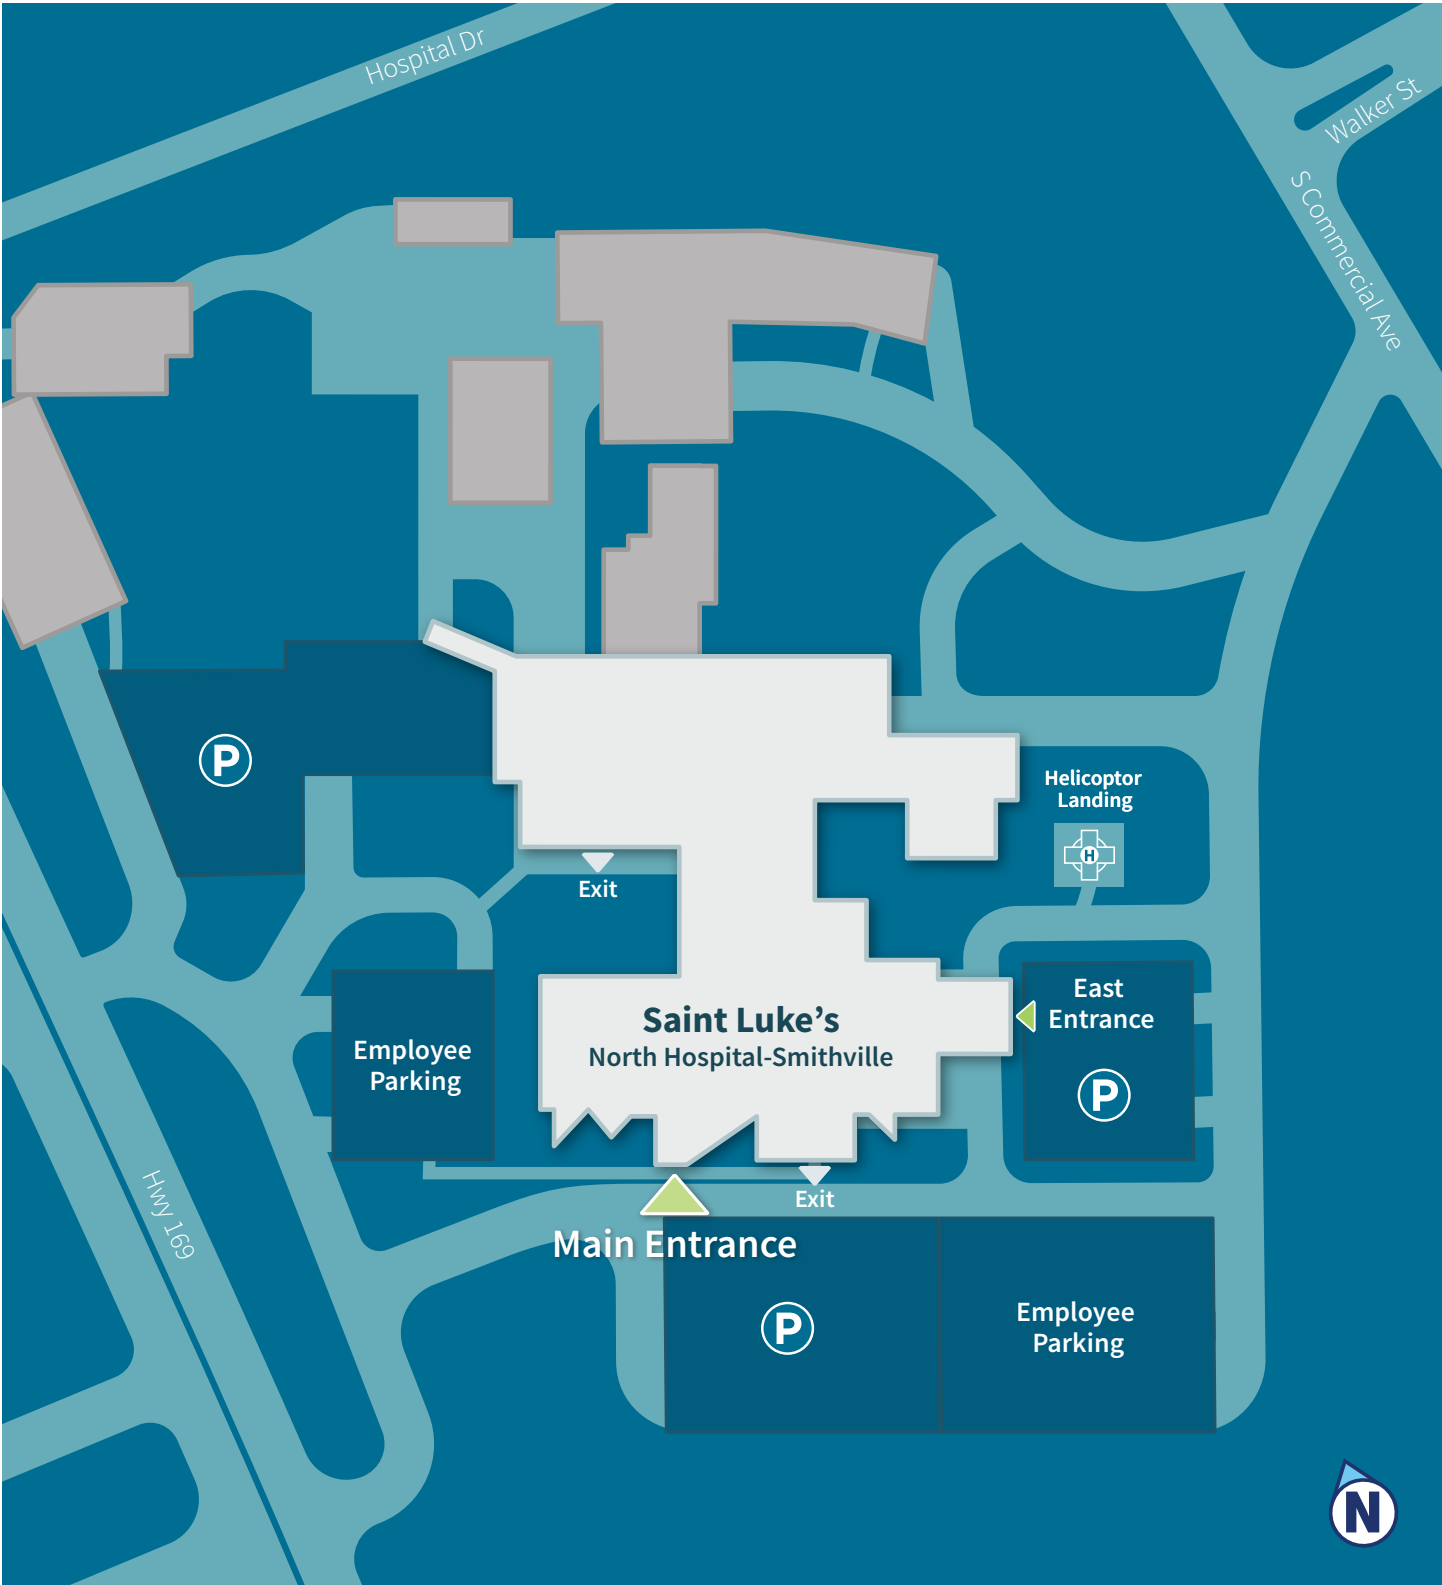 Hospital Dr
Walker St
S Commercial Ave
P
Helicoptor
Landing
H
Exit
East
Entrance
P
Saint Luke's
North Hospital-Smithville
Employee
Parking
Hwy 169
Exit
Main Entrance
P
Employee
Parking
N